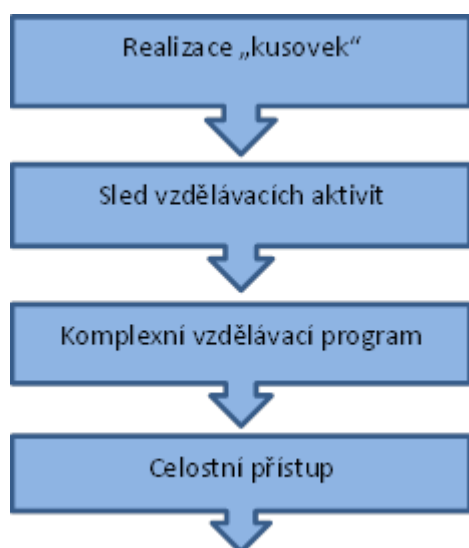 Realizace „kusovek“
Sled vzdělávacích aktivit
Komplexní vzdělávací program
Celostní přístup